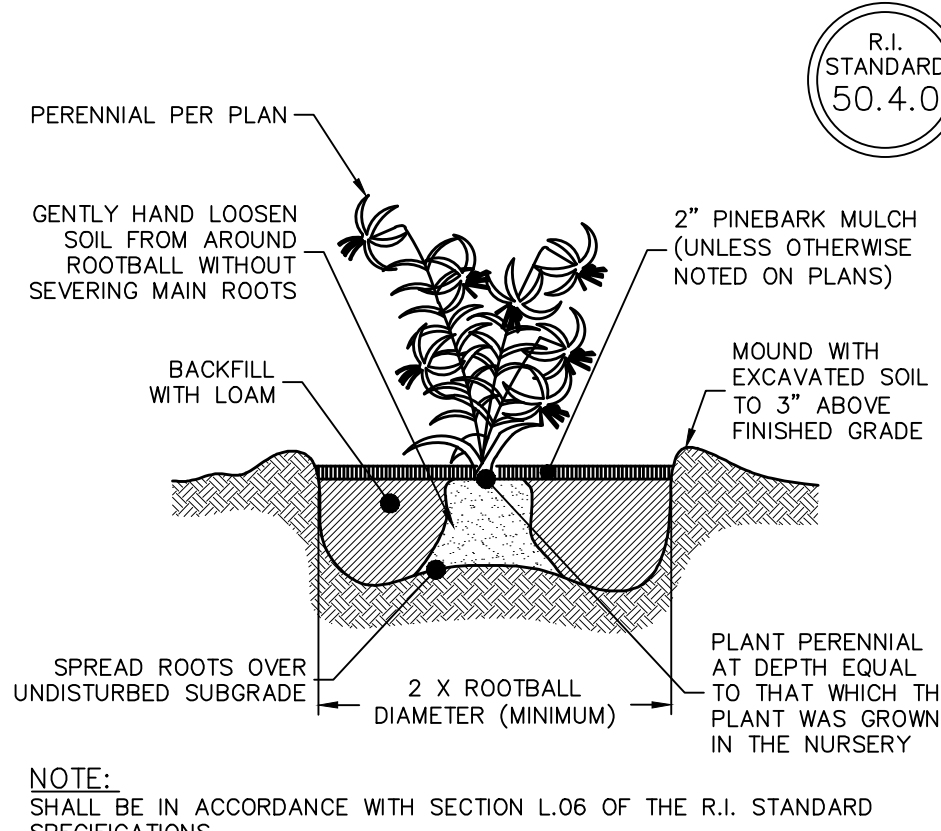 R.I.
STANDARD
50.4.0
PERENNIAL PER PLAN
GENTLY HAND LOOSEN
SOIL FROM AROUND
ROOTBALL WITHOUT
SEVERING MAIN ROOTS
2” PINEBARK MULCH
(UNLESS OTHERWISE
NOTED ON PLANS)
BACKFILL
WITH LOAM
MOUND WITH
EXCAVATED SOIL
TO 3” ABOVE
FINISHED GRADE
SPREAD ROOTS OVER
UNDISTURBED SUBGRADE
2 X ROOTBALL
DIAMETER (MINIMUM)
PLANT PERENNIAL
AT DEPTH EQUAL
TO THAT WHICH TH
PLANT WAS GROWN
IN THE NURSERY
NOTE:
SHALL BE IN ACCORDANCE WITH SECTION L.06 OF THE R.I. STANDARD
SPECIFICATIONS